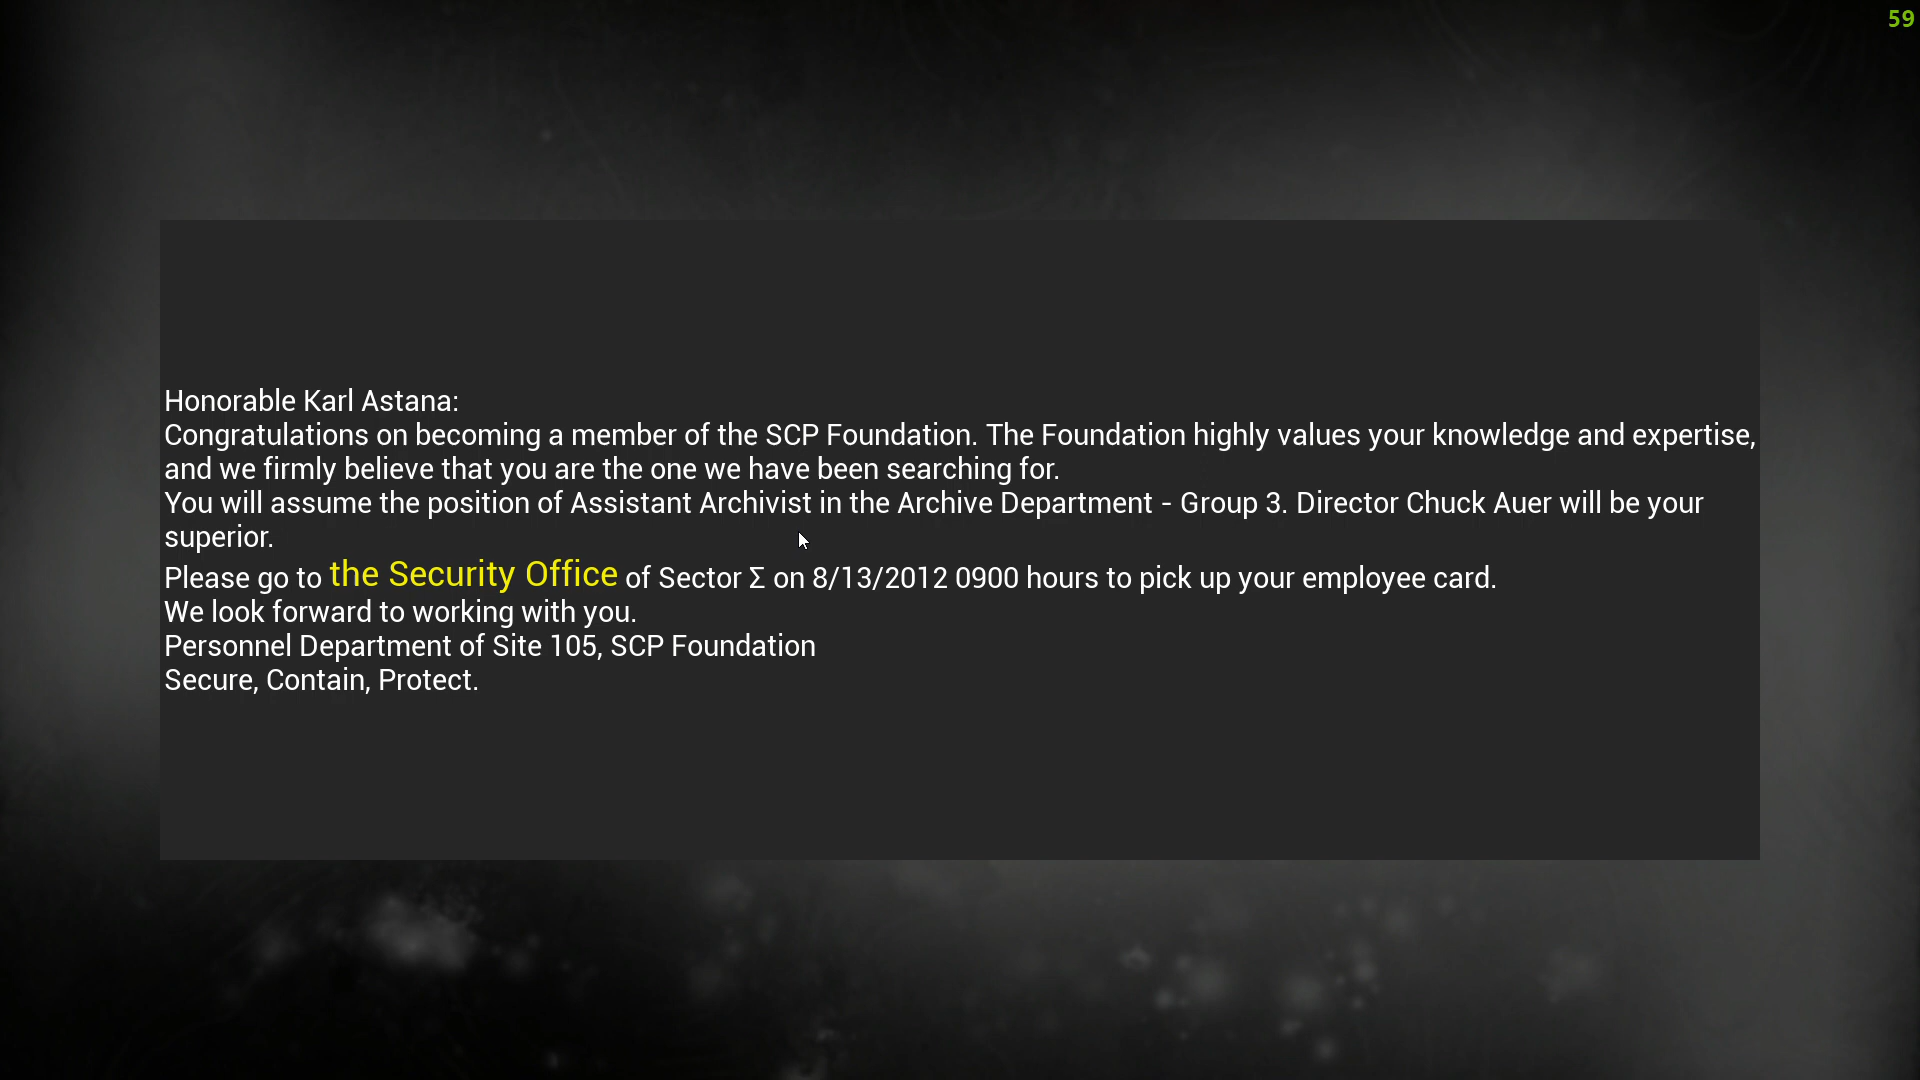 59
Honorable Karl Astana:
Congratulations on becoming a member of the SCP Foundation. The Foundation highly values your knowledge and expertise,
and we firmly believe that you are the one we have been searching for.
You will assume the position of Assistant Archivist in the Archive Department - Group 3. Director Chuck Auer will be your
superior.
Please go to the Security Office of Sector Σ on 8/13/2012 0900 hours to pick up your employee card.
We look forward to working with you.
Personnel Department of Site 105, SCP Foundation
Secure, Contain, Protect.